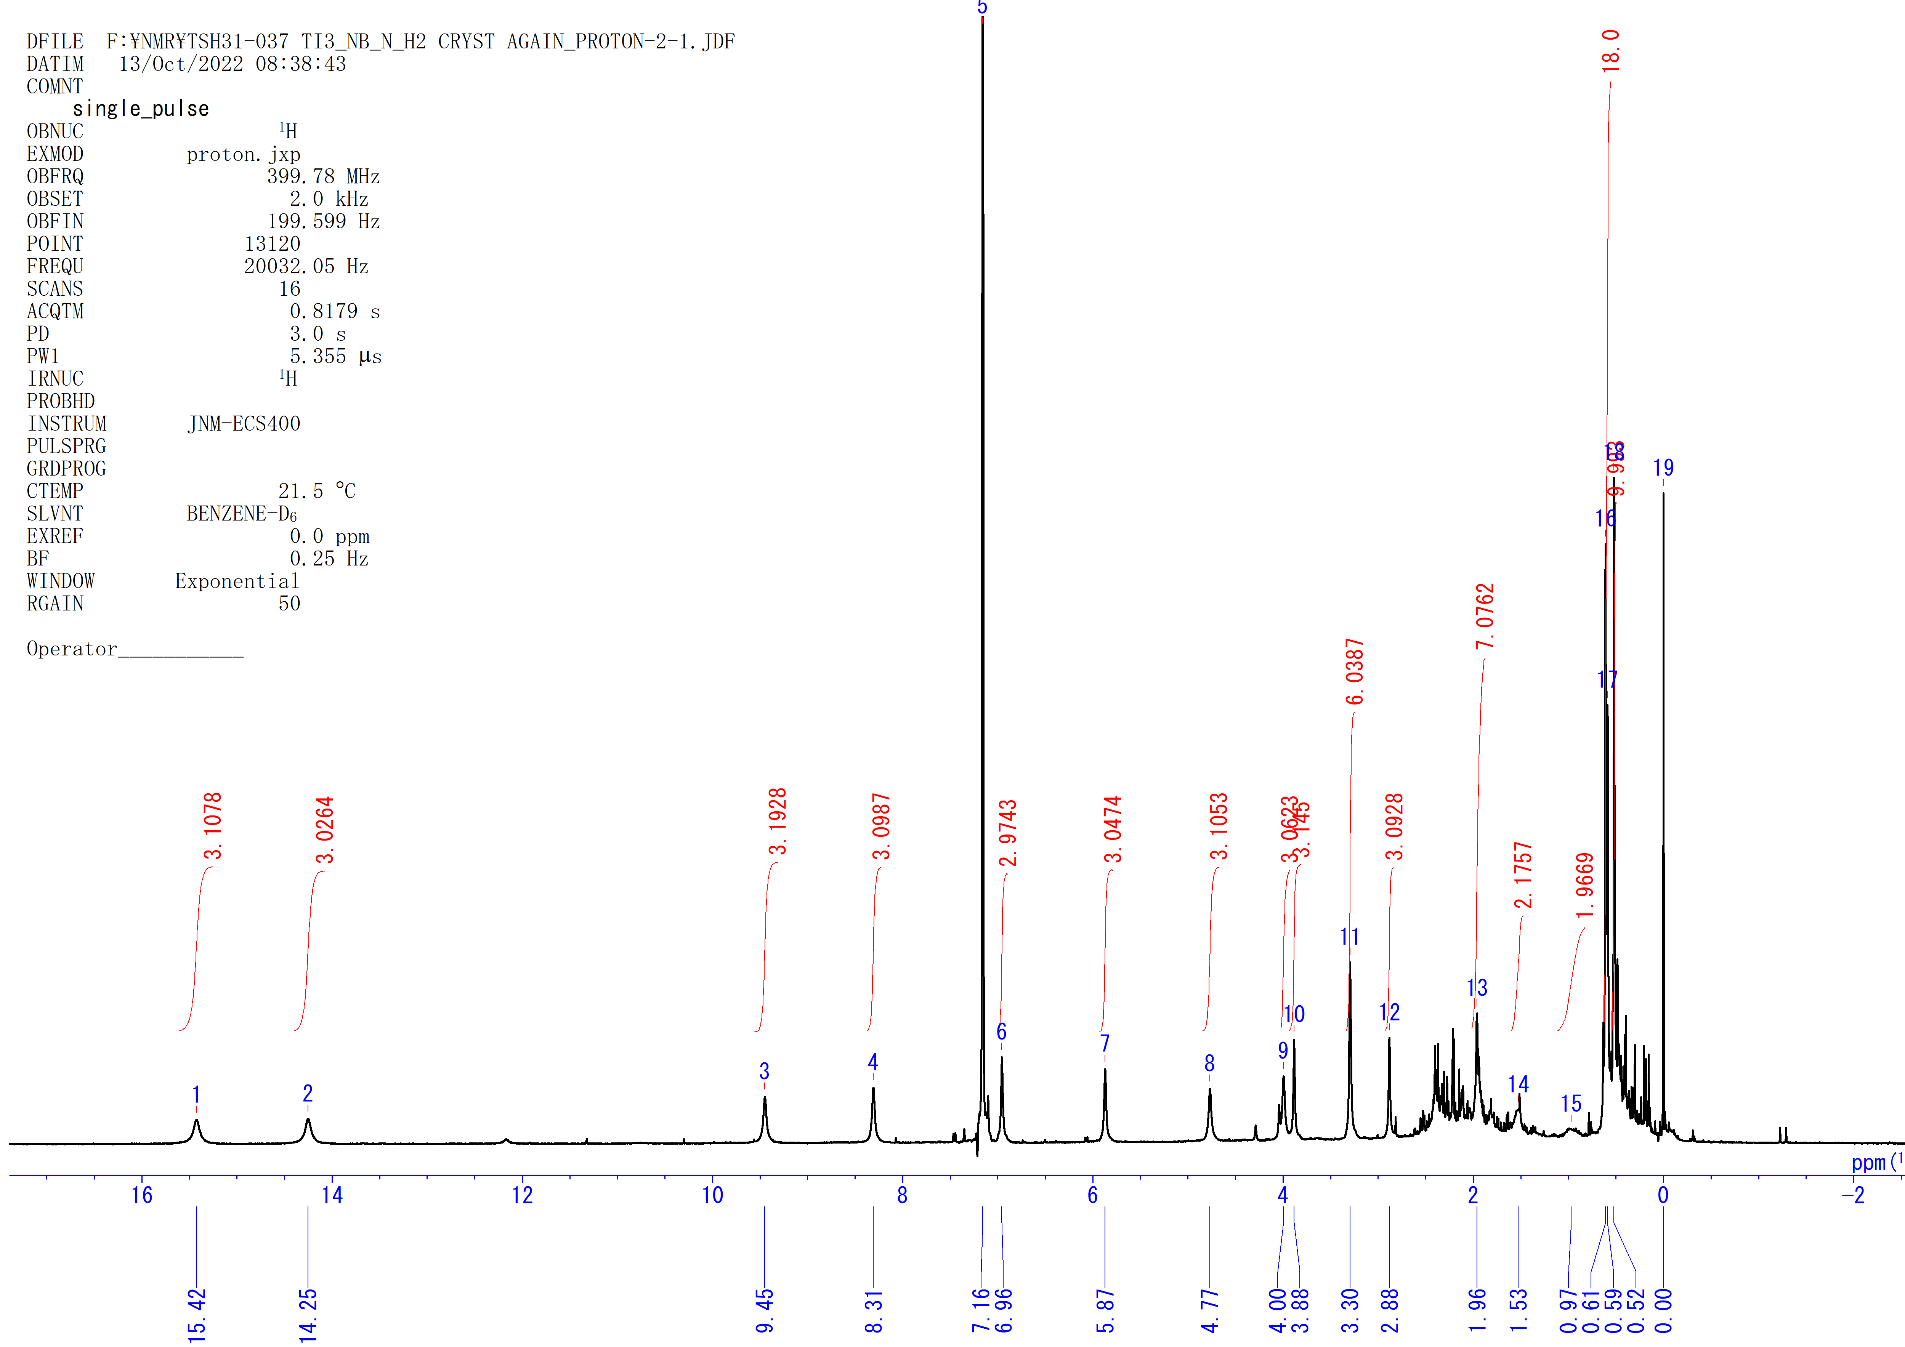 5
DFILE F:¥NMR¥TSH31-037 TI3_NB_N_H2 CRYST AGAIN_PROTON-2-1.JDF
DATIM 13/Oct/2022 08:38:43
COMNT
single_pulse
OBNUC 1H
EXMOD proton.jxp
OBFRQ 399.78 MHz
OBSET 2.0 kHz
OBFIN 199.599 Hz
POINT 13120
FREQU 20032.05 Hz
SCANS 16
ACQTM 0.8179 s
PD 3.0 s
PW1 5.355 μs
IRNUC 1H
PROBHD
INSTRUM JNM-ECS400
PULSPRG
GRDPROG
CTEMP 21.5 °C
SLVNT BENZENE-D6
EXREF 0.0 ppm
BF 0.25 Hz
WINDOW Exponential
RGAIN 50
Operator___________
3.1078
3.0264
3.1928
3.0987
2.9743
3.0474
3.1053
3.0623
3.145
6.0387
3.0928
7.0762
2.1757
1.9669
18.0
1
2
3
4
6
7
8
9
10
11
12
13
14
15
16
17
18
19
ppm (1
16 14 12 10 8 6 4 2 0 -2
15.42
14.25
9.45
8.31
7.16
6.96
5.87
4.77
4.00
3.88
3.30
2.88
1.96
1.53
0.97
0.61
0.59
0.52
0.00